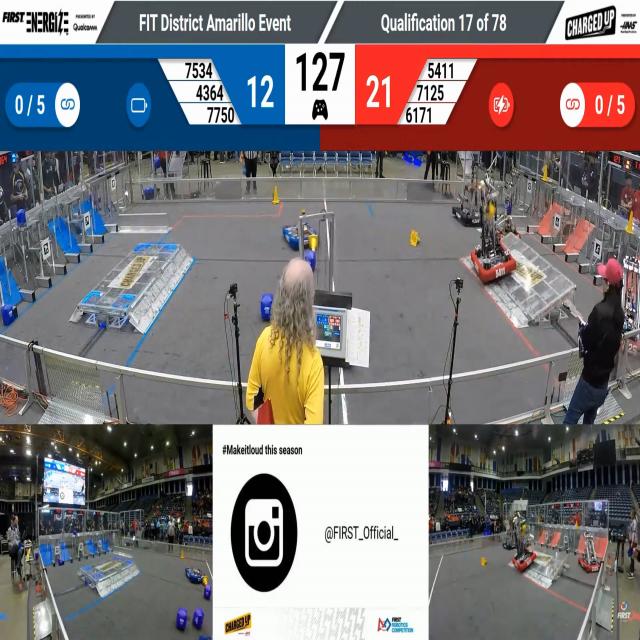 FIRST ENERGIZE PRESENTED BY Qualcomm
FIT District Amarillo Event
Qualification 17 of 78
CHARGED UP
0 / 5
7534
4364
7750
12
127
21
5411
7125
6171
0 / 5
#Makeitloud this season
@FIRST_Official_
CHARGED UP
FIRST ROBOTICS COMPETITION